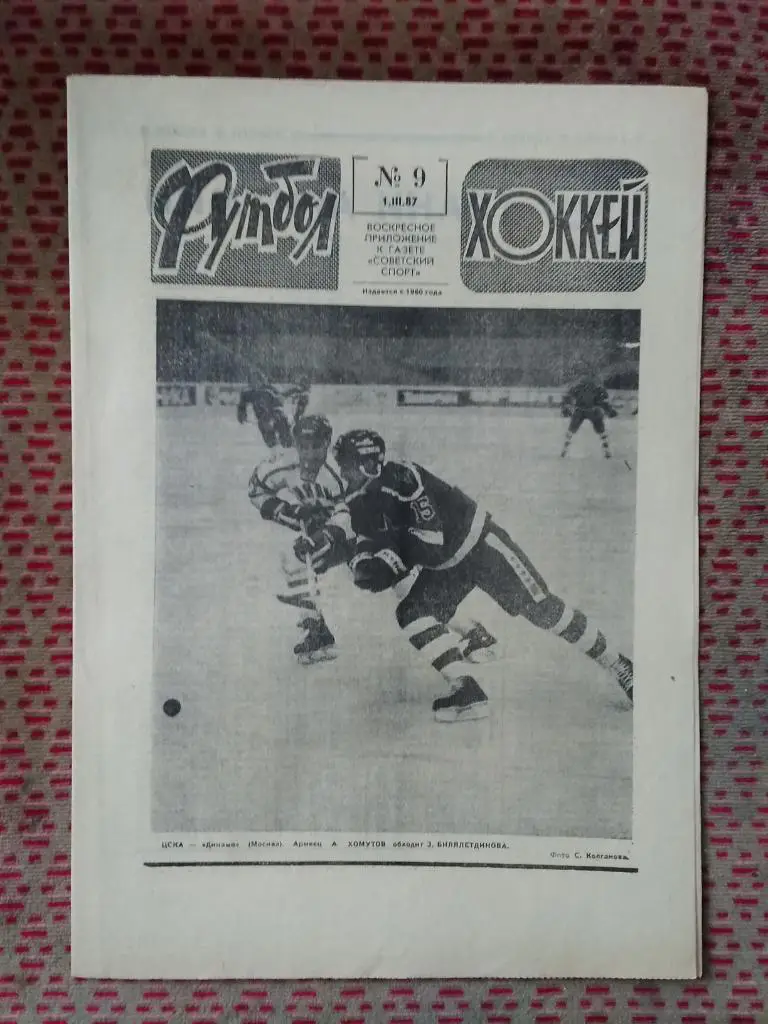 Футбол
№ 9
1.III.87
ВОСКРЕСНОЕ
ПРИЛОЖЕНИЕ
К ГАЗЕТЕ
«СОВЕТСКИЙ
СПОРТ»
Издается с 1960 года
ХОККЕЙ
ЦСКА — «Динамо» (Москва). Армеец А. ХОМУТОВ обходит З. БИЛЯЛЕТДИНОВА.
Фото С. Колганова.